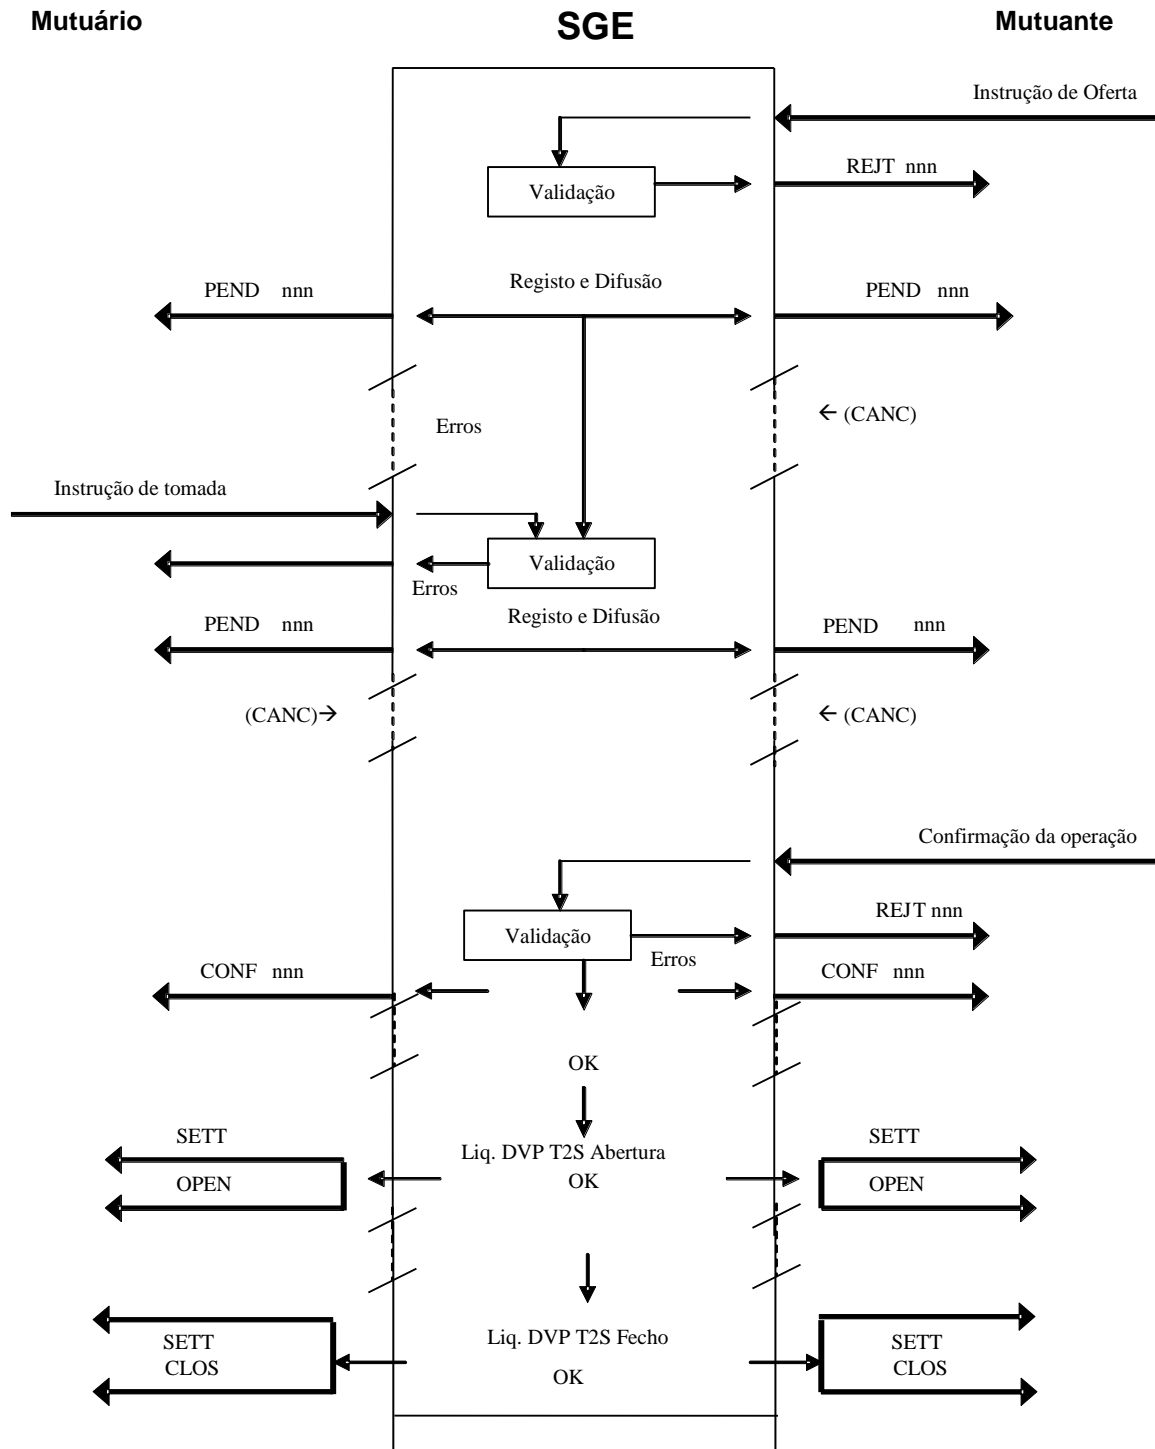 Mutuário
SGE
Mutuante
Instrução de Oferta
Validação
REJT nnn
PEND nnn
Registo e Difusão
PEND nnn
Erros
← (CANC)
Instrução de tomada
Validação
Erros
PEND nnn
Registo e Difusão
PEND nnn
(CANC)→
← (CANC)
Confirmação da operação
Validação
REJT nnn
Erros
CONF nnn
CONF nnn
OK
SETT
Liq. DVP T2S Abertura
SETT
OPEN
OK
OPEN
SETT
Liq. DVP T2S Fecho
SETT
CLOS
OK
CLOS